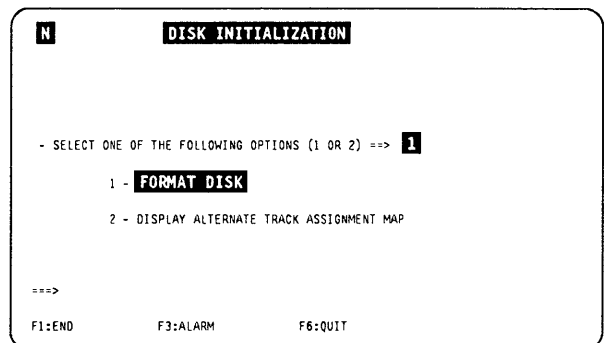 N DISK INITIALIZATION
- SELECT ONE OF THE FOLLOWING OPTIONS (1 OR 2) ==> 1
1 - FORMAT DISK
2 - DISPLAY ALTERNATE TRACK ASSIGNMENT MAP
===>
F1:END F3:ALARM F6:QUIT